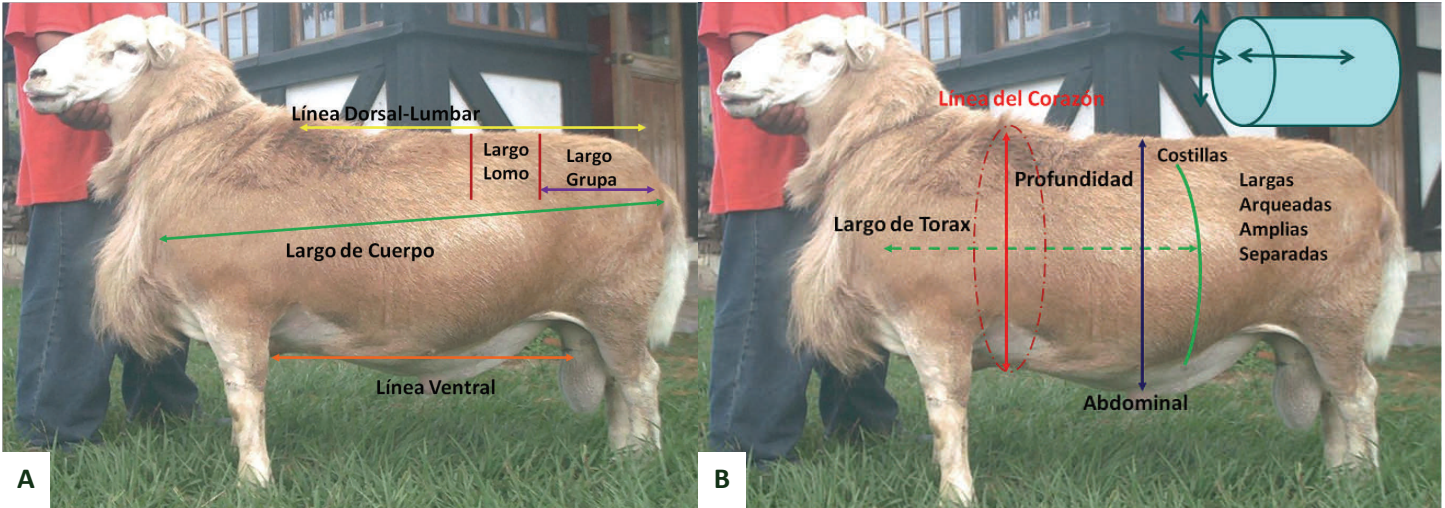 Línea Dorsal-Lumbar
Largo
Lomo
Largo
Grupa
Largo de Cuerpo
Línea Ventral
A
Línea del Corazón
Costillas
Profundidad
Largas
Arqueadas
Amplias
Separadas
Largo de Torax
Abdominal
B